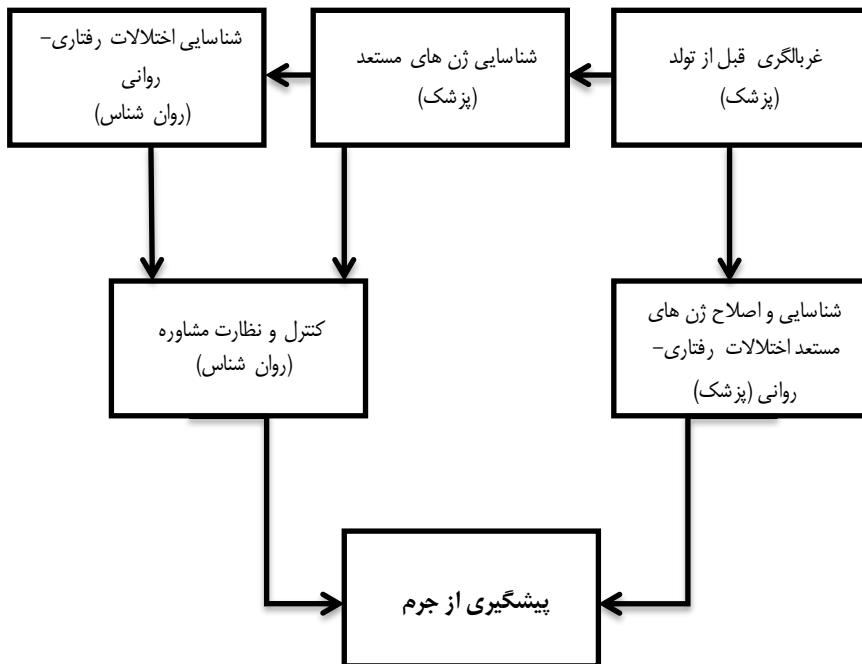 غربالگری قبل از تولد
(پزشک)
شناسایی ژن های مستعد
(پزشک)
شناسایی اختلالات رفتاری-
روانی
(روان شناس)
شناسایی و اصلاح ژن های
مستعد اختلالات رفتاری-
روانی (پزشک)
کنترل و نظارت مشاوره
(روان شناس)
پیشگیری از جرم